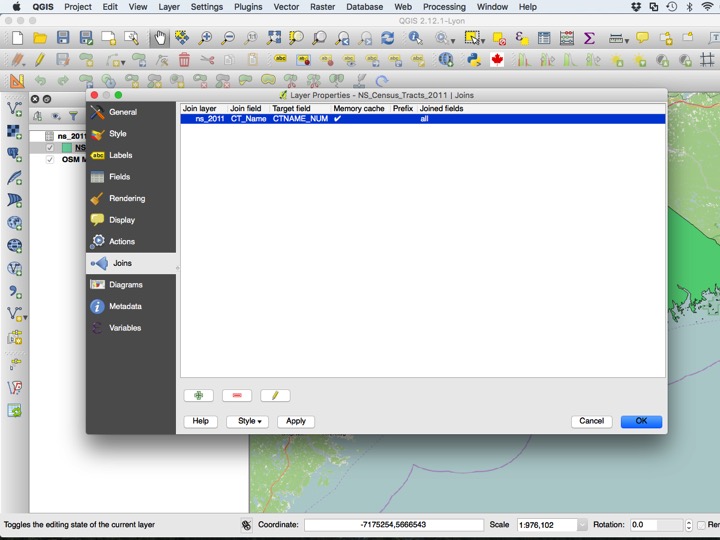 QGIS Project Edit View Layer Settings Plugins Vector Raster Database Web Processing Window Help
QGIS 2.12.1-Lyon
Layer Properties - NS_Census_Tracts_2011 | Joins
General
Style
Labels
Fields
Rendering
Display
Actions
Joins
Diagrams
Metadata
Variables
Join layer Join field Target field Memory cache Prefix Joined fields
ns_2011 CT_Name CTNAME_NUM ✔ all
ns_2011
NS
OSM M
Help Style Apply Cancel OK
Toggles the editing state of the current layer Coordinate: -7175254,5666543 Scale 1:976,102 Rotation: 0.0 Ren